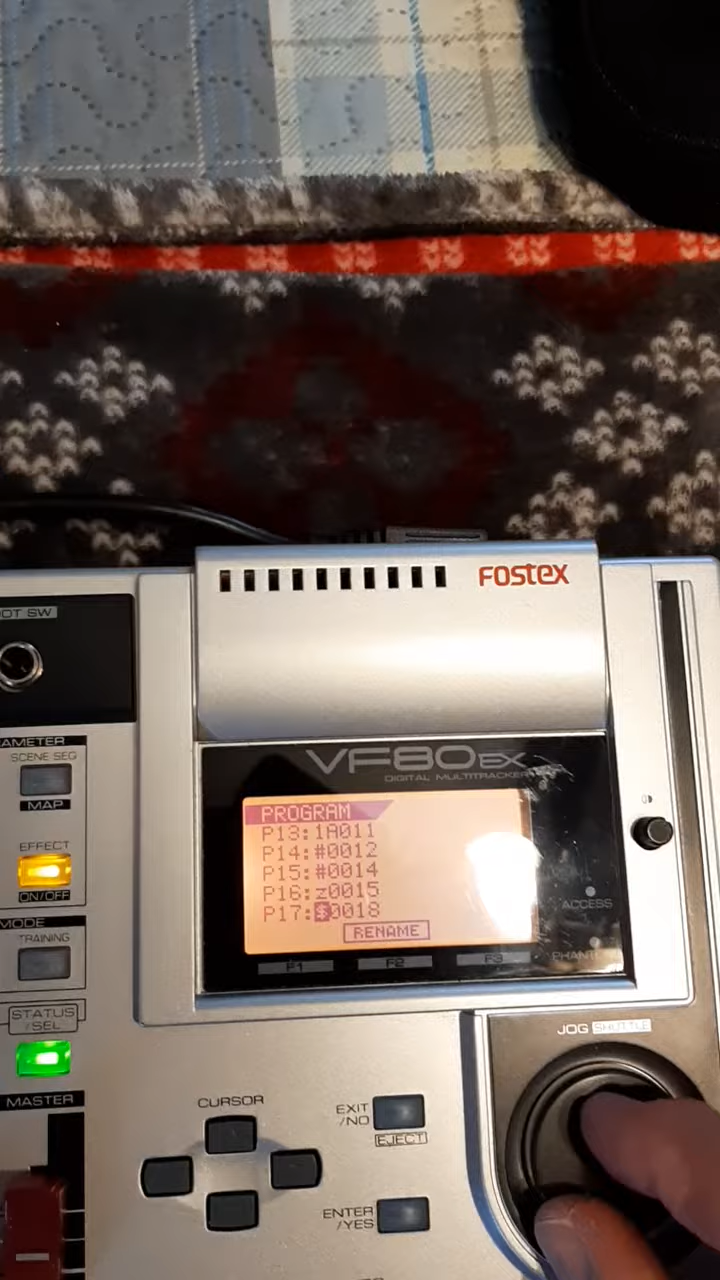 FOSTEX
OOT SW
AMETER
SCENE SEQ
MAP
VF80EX
DIGITAL MULTITRACKER
PROGRAM
P13:1A011
P14:#0012
P15:#0014
P16:z0015
P17:$0018
RENAME
F1 F2 F3
EFFECT
ON/OFF
ACCESS
MODE
TRAINING
PHANT
STATUS
/SEL
JOG SHUTTLE
MASTER
CURSOR
EXIT
/NO
EJECT
ENTER
/YES